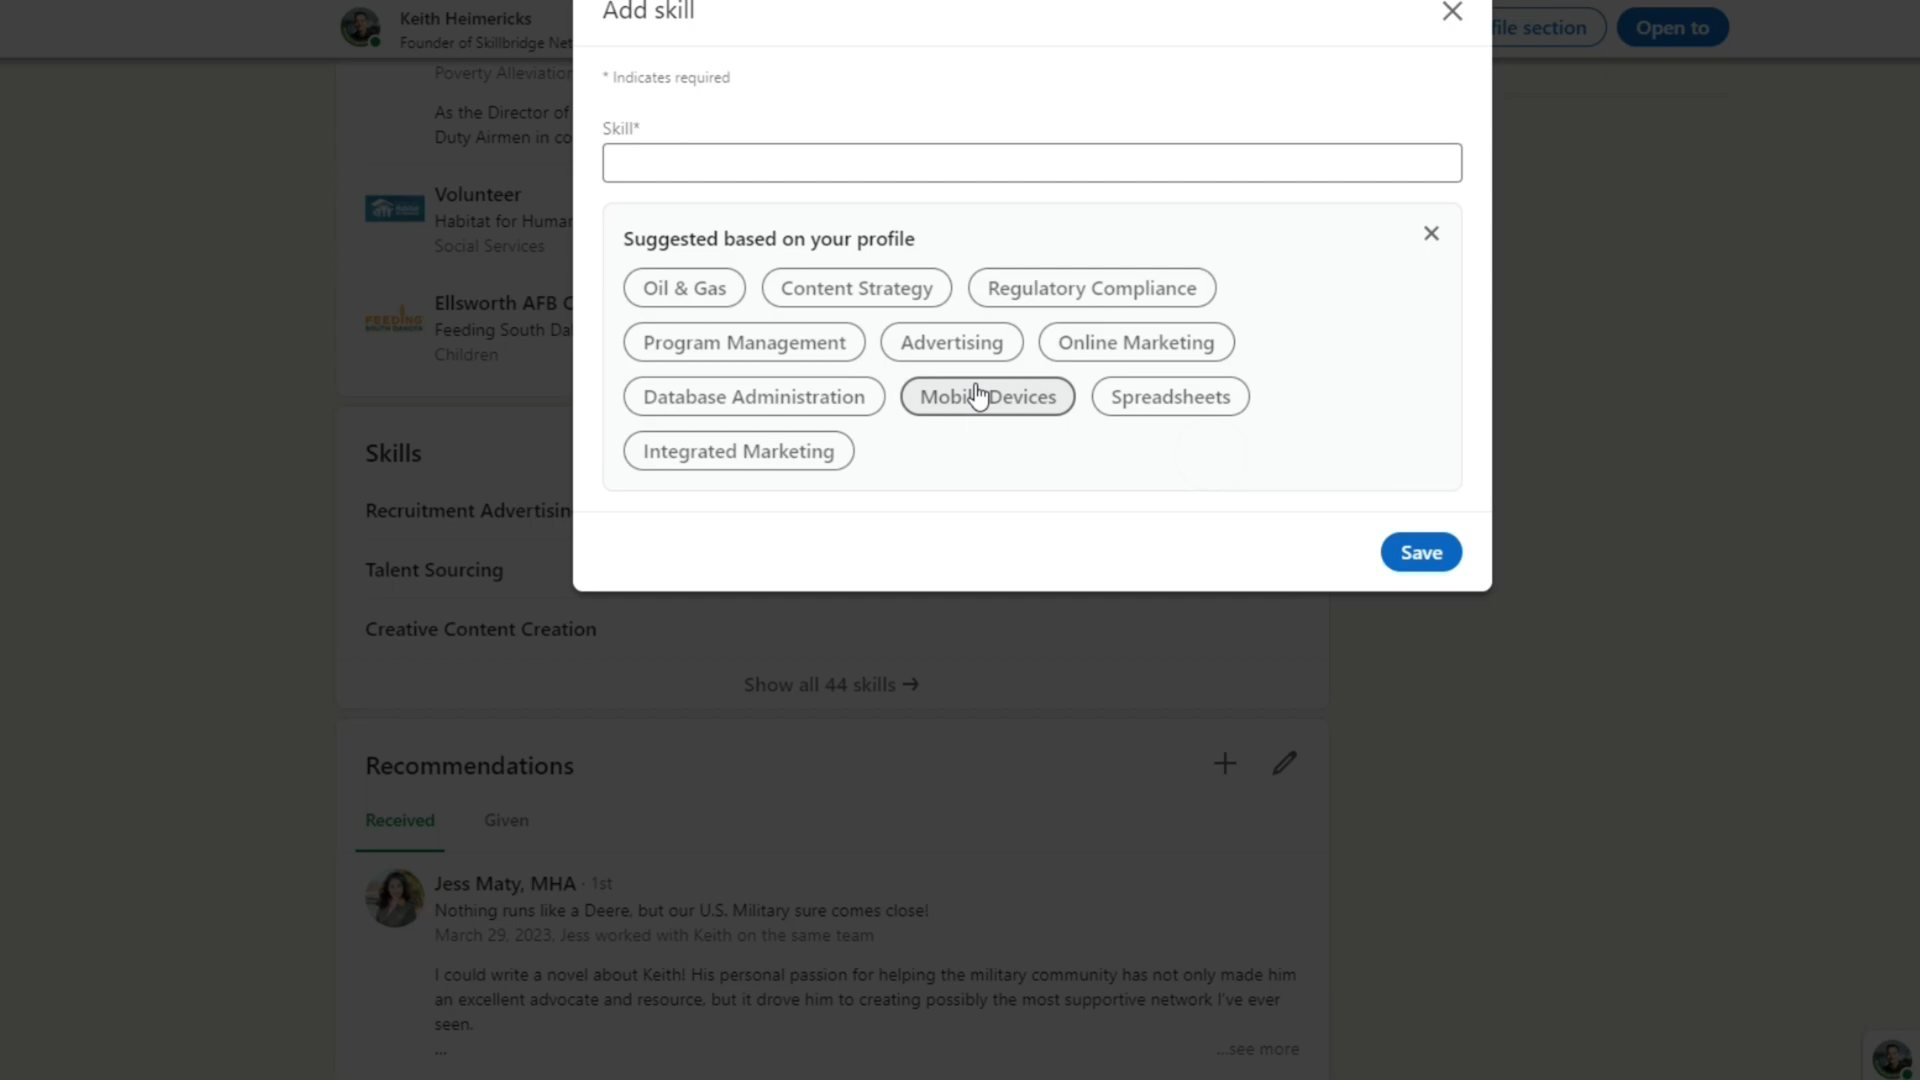 Keith Heimericks
Founder of Skillbridge Net
file section
Open to
Add skill
* Indicates required
Skill*
Suggested based on your profile
Oil & Gas
Content Strategy
Regulatory Compliance
Program Management
Advertising
Online Marketing
Database Administration
Mobile Devices
Spreadsheets
Integrated Marketing
Save
Poverty Alleviation
As the Director of
Duty Airmen in co
Volunteer
Habitat for Human
Social Services
Ellsworth AFB C
FEEDING
SOUTH DAKOTA
Feeding South Da
Children
Skills
Recruitment Advertisin
Talent Sourcing
Creative Content Creation
Show all 44 skills →
Recommendations
Received
Given
Jess Maty, MHA · 1st
Nothing runs like a Deere, but our U.S. Military sure comes close!
March 29, 2023, Jess worked with Keith on the same team
I could write a novel about Keith! His personal passion for helping the military community has not only made him
an excellent advocate and resource, but it drove him to creating possibly the most supportive network I've ever
seen.
...
...see more